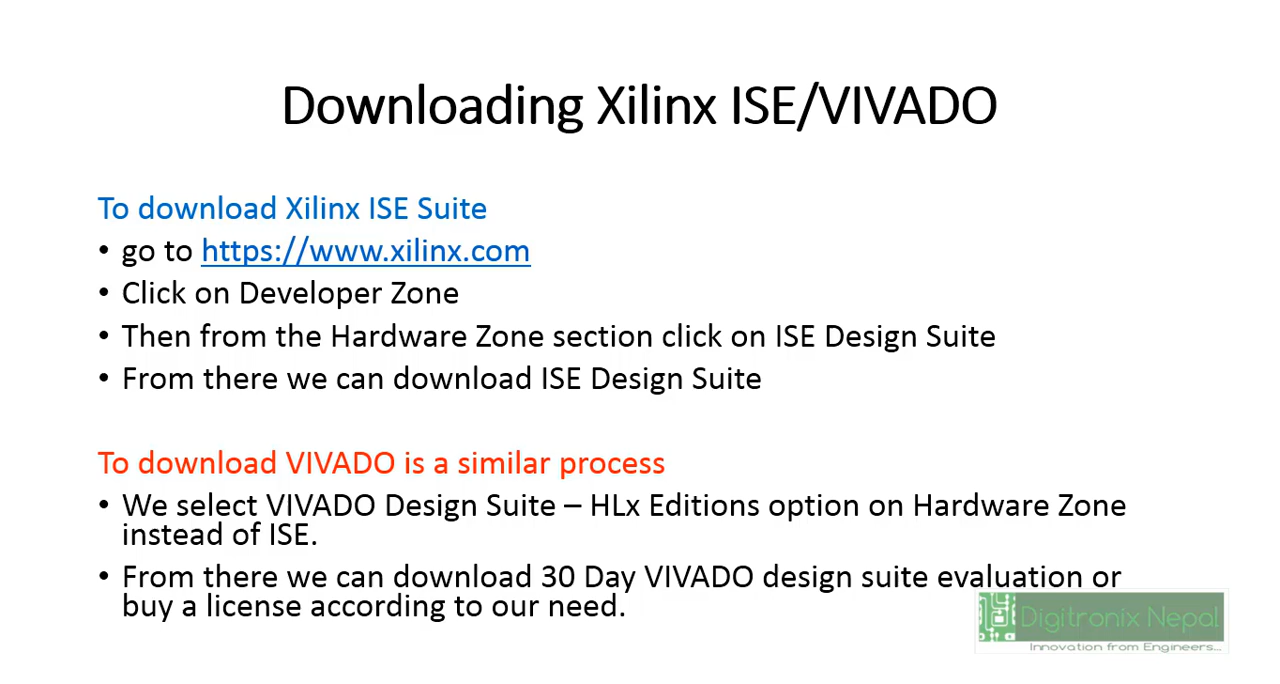 Downloading Xilinx ISE/VIVADO
To download Xilinx ISE Suite
• go to https://www.xilinx.com
• Click on Developer Zone
• Then from the Hardware Zone section click on ISE Design Suite
• From there we can download ISE Design Suite
To download VIVADO is a similar process
• We select VIVADO Design Suite – HLx Editions option on Hardware Zone
instead of ISE.
• From there we can download 30 Day VIVADO design suite evaluation or
buy a license according to our need.
Digitronix Nepal
Innovation from Engineers...